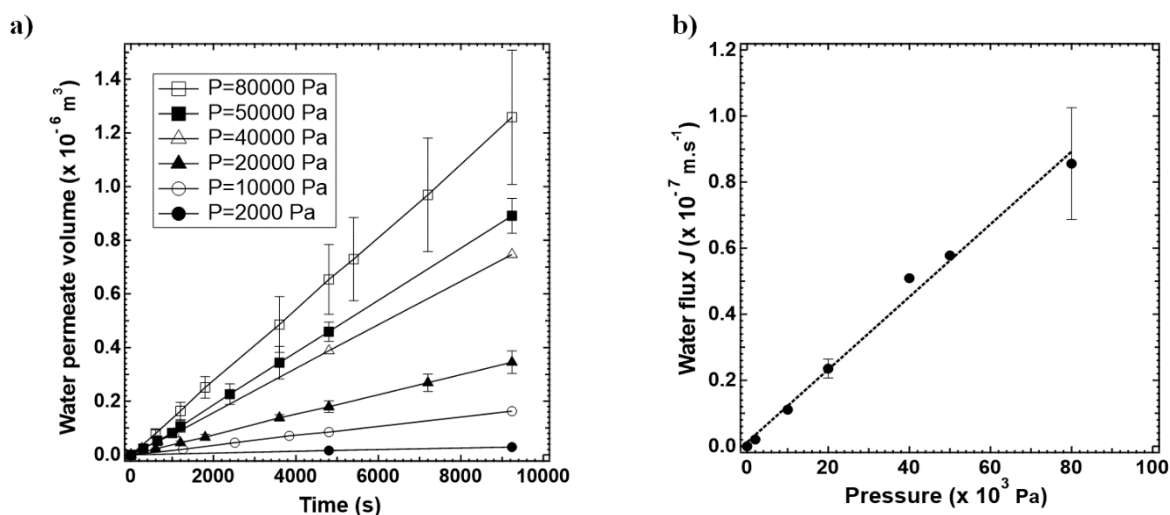 a)
Water permeate volume (x 10⁻⁶ m³)
1.4
1.2
1.0
0.8
0.6
0.4
0.2
0.0
P=80000 Pa
P=50000 Pa
P=40000 Pa
P=20000 Pa
P=10000 Pa
P=2000 Pa
0 2000 4000 6000 8000 10000
Time (s)
b)
Water flux J (x 10⁻⁷ m.s⁻¹)
1.2
1.0
0.8
0.6
0.4
0.2
0.0
0 20 40 60 80 100
Pressure (x 10³ Pa)